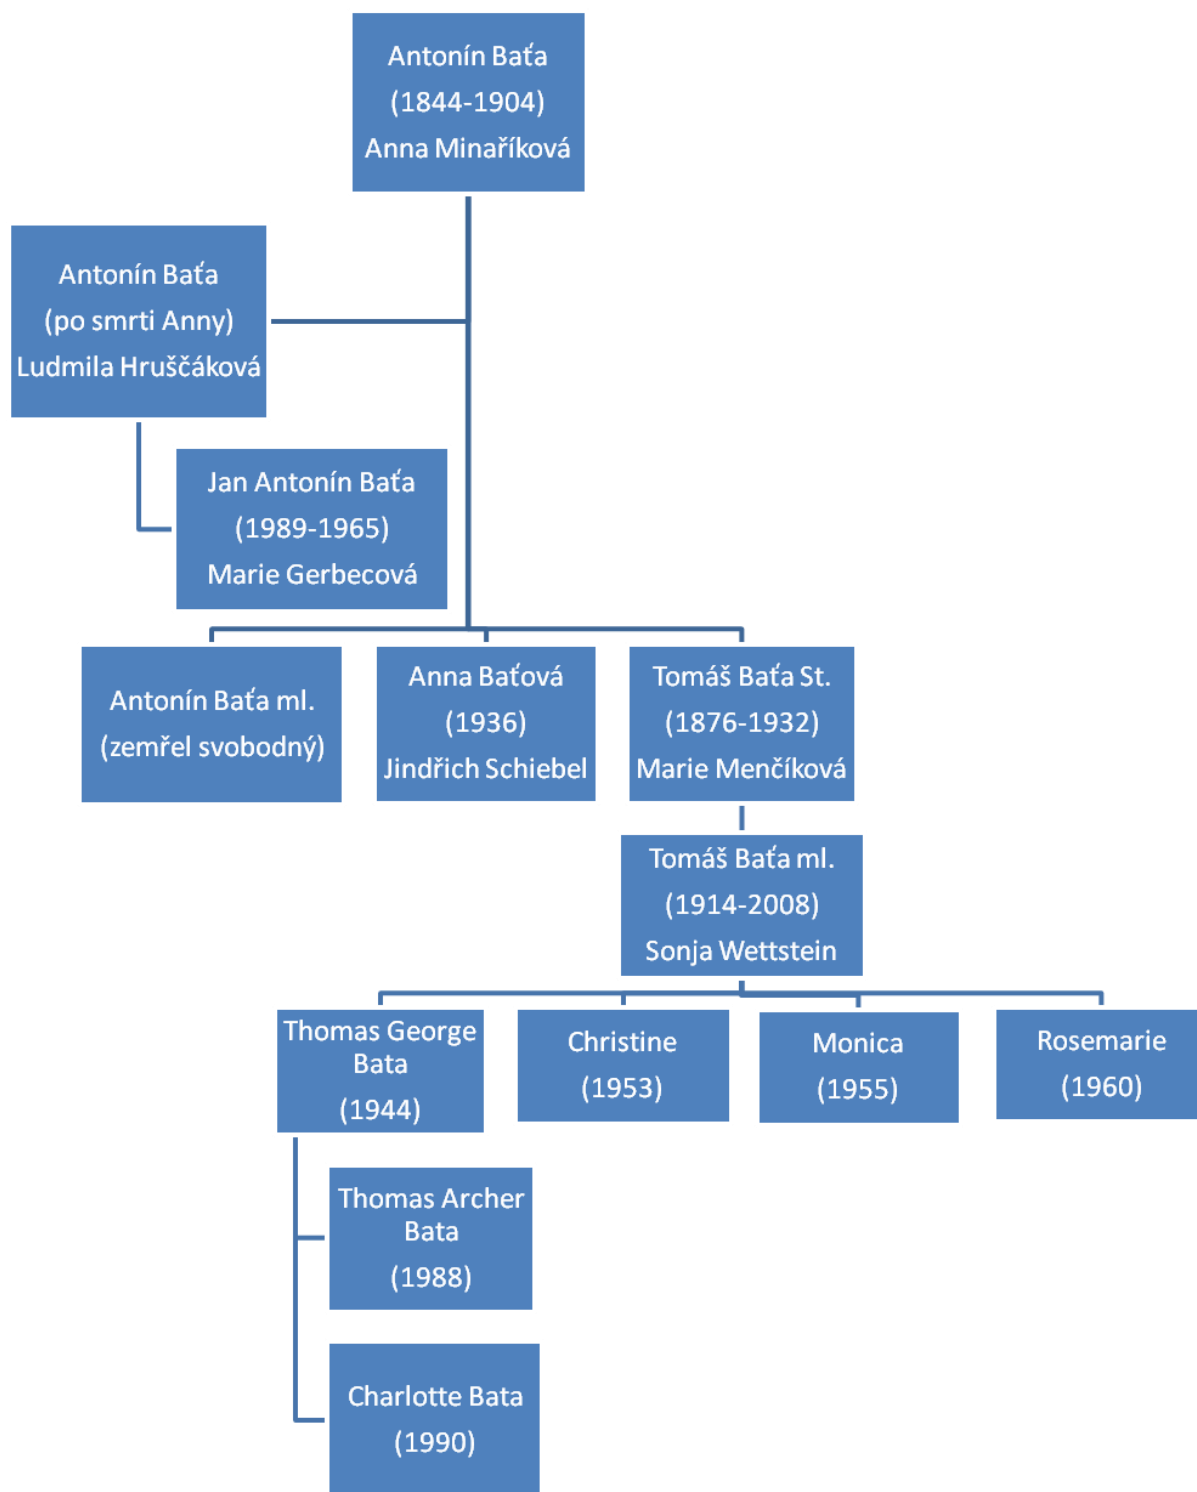 Antonín Baťa
(1844-1904)
Anna Minaříková
Antonín Baťa
(po smrti Anny)
Ludmila Hruščáková
Jan Antonín Baťa
(1989-1965)
Marie Gerbecová
Antonín Baťa ml.
(zemřel svobodný)
Anna Baťová
(1936)
Jindřich Schiebel
Tomáš Baťa St.
(1876-1932)
Marie Menčíková
Tomáš Baťa ml.
(1914-2008)
Sonja Wettstein
Thomas George
Bata
(1944)
Christine
(1953)
Monica
(1955)
Rosemarie
(1960)
Thomas Archer
Bata
(1988)
Charlotte Bata
(1990)